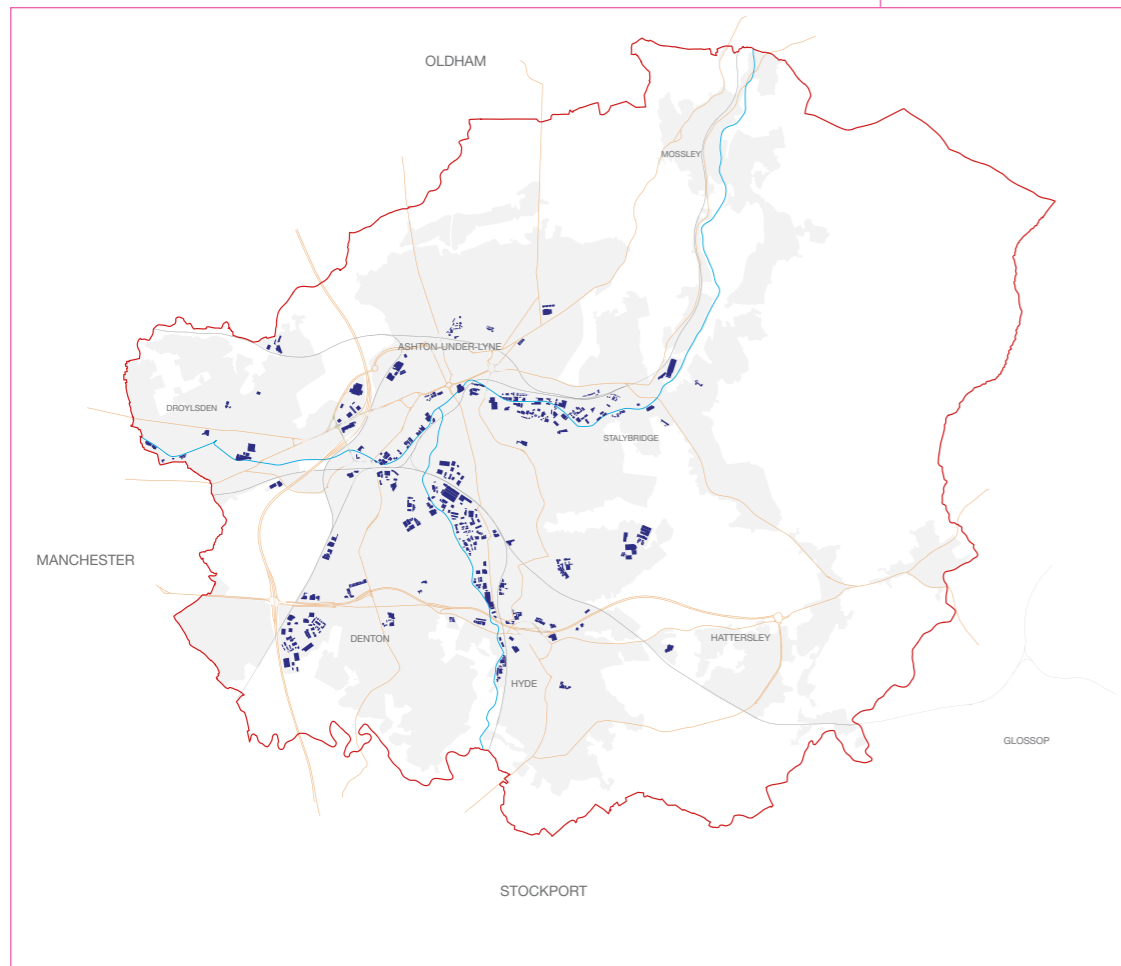 OLDHAM
MOSSLEY
ASHTON-UNDER-LYNE
DROYLSDEN
STALYBRIDGE
MANCHESTER
DENTON
HATTERSLEY
HYDE
GLOSSOP
STOCKPORT